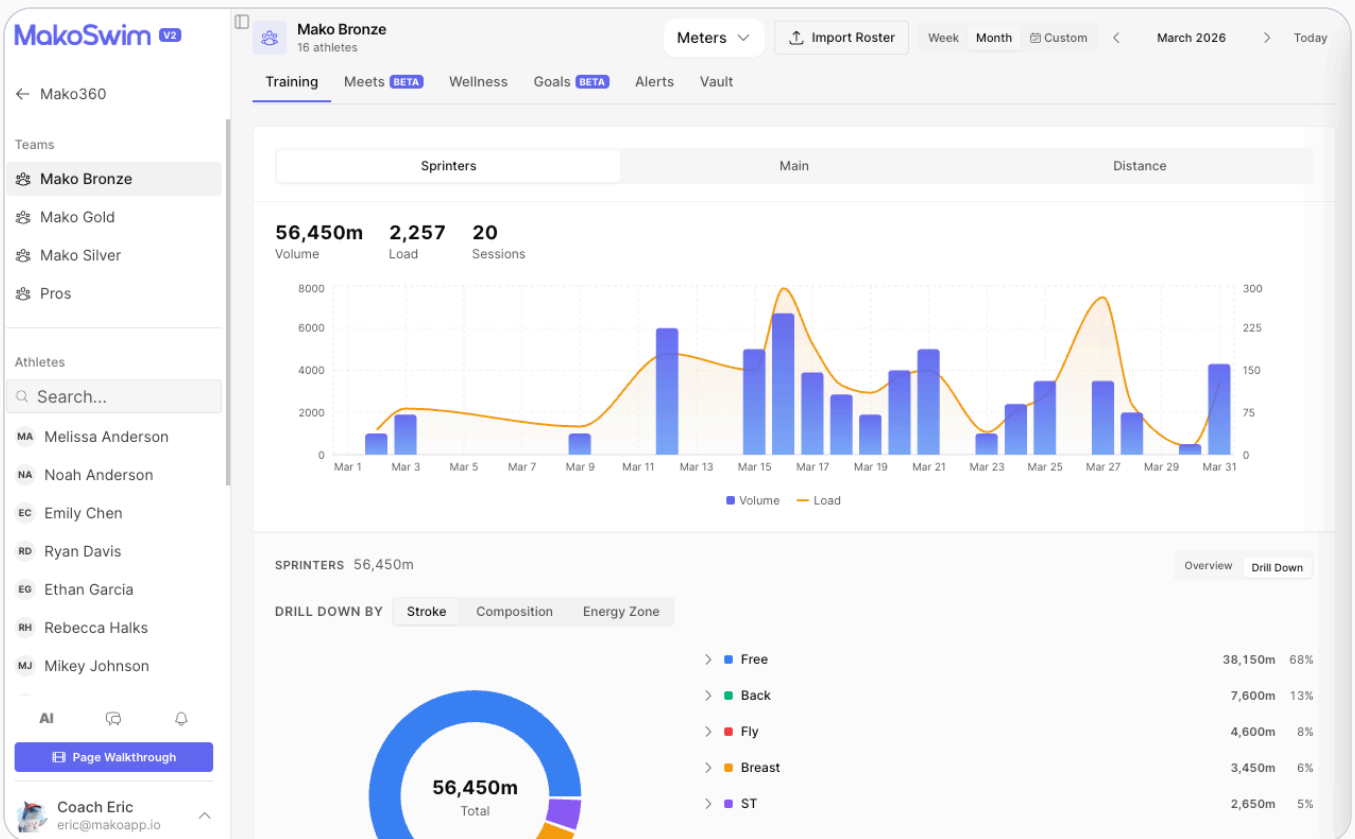 MakoSwim V2
Mako360
Teams
Mako Bronze
Mako Gold
Mako Silver
Pros
Athletes
Search...
MA Melissa Anderson
NA Noah Anderson
EC Emily Chen
RD Ryan Davis
EG Ethan Garcia
RH Rebecca Halks
MJ Mikey Johnson
AI
Page Walkthrough
Coach Eric
eric@makoapp.io
Mako Bronze
16 athletes
Meters
Import Roster
Week Month Custom
March 2026
Today
Training Meets BETA Wellness Goals BETA Alerts Vault
Sprinters Main Distance
56,450m 2,257 20
Volume Load Sessions
8000 300
6000 225
4000 150
2000 75
0 0
Mar 1 Mar 3 Mar 5 Mar 7 Mar 9 Mar 11 Mar 13 Mar 15 Mar 17 Mar 19 Mar 21 Mar 23 Mar 25 Mar 27 Mar 29 Mar 31
Volume Load
SPRINTERS 56,450m
Overview Drill Down
DRILL DOWN BY Stroke Composition Energy Zone
56,450m
Total
Free 38,150m 68%
Back 7,600m 13%
Fly 4,600m 8%
Breast 3,450m 6%
ST 2,650m 5%